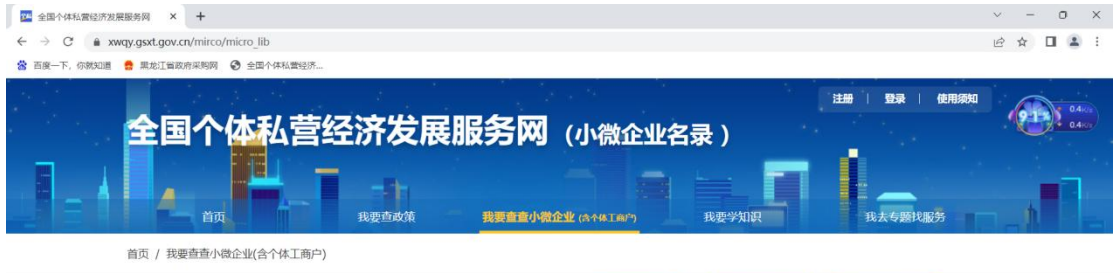 全国个体私营经济发展服务网
xwqy.gsxt.gov.cn/mirco/micro_lib
百度一下，你就知道 黑龙江省政府采购网 全国个体私营经济...
注册 | 登录 | 使用须知
全国个体私营经济发展服务网（小微企业名录）
91% 0.4K/s
0.4K/s
首页 我要查政策 我要查查小微企业 (含个体工商户) 我要学知识 我去专题找服务
首页 / 我要查查小微企业(含个体工商户)